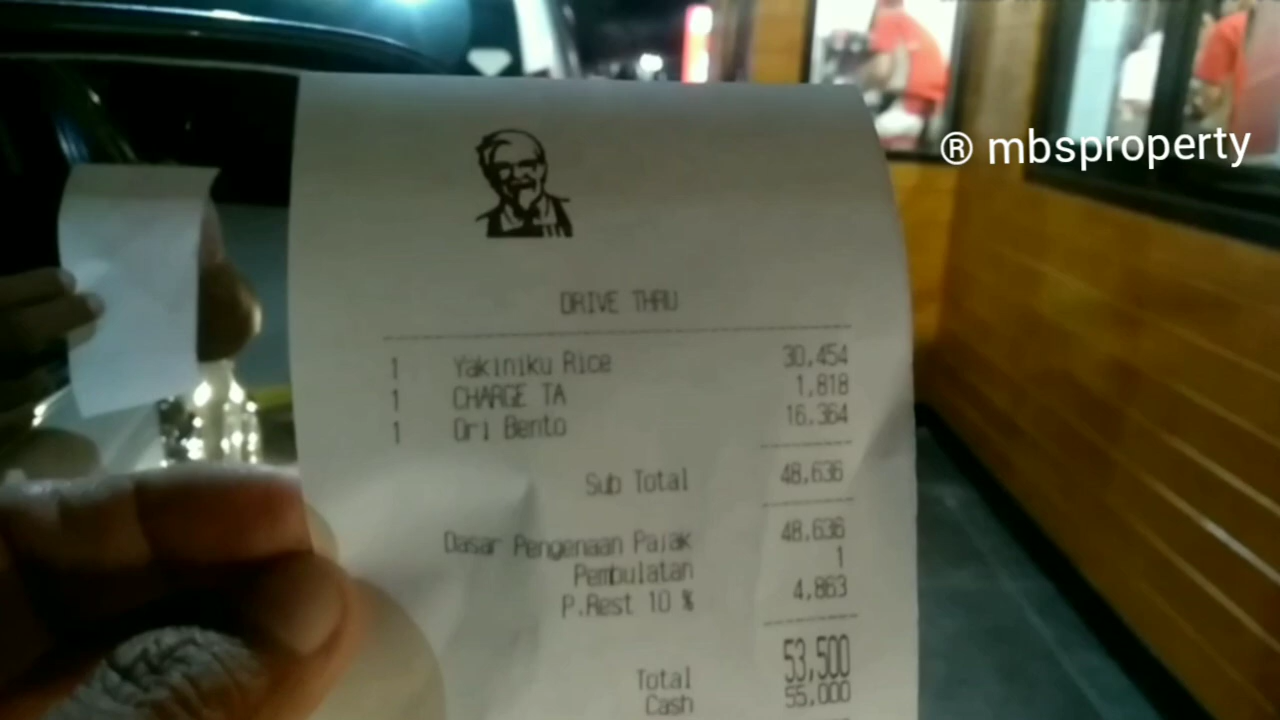 ® mbsproperty
DRIVE THRU
1 Yakiniku Rice 30,454
1 CHARGE TA 1,818
1 Ori Bento 16,364
Sub Total 48,636
Dasar Pengenaan Pajak 48,636
Pembulatan 1
P.Rest 10 % 4,863
Total 53,500
Cash 55,000